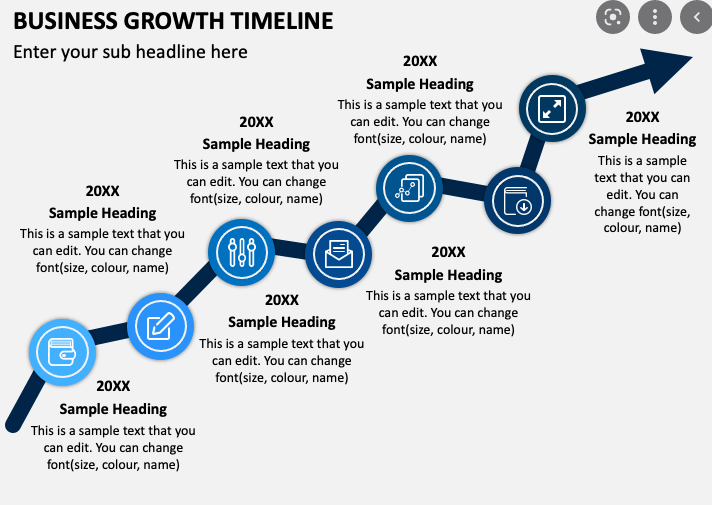 BUSINESS GROWTH TIMELINE
Enter your sub headline here
20XX
Sample Heading
This is a sample text that you
can edit. You can change
font(size, colour, name)
20XX
Sample Heading
This is a sample text that you
can edit. You can change
font(size, colour, name)
20XX
Sample Heading
This is a sample text that you
can edit. You can change
font(size, colour, name)
20XX
Sample Heading
This is a sample
text that you can
edit. You can
change font(size,
colour, name)
20XX
Sample Heading
This is a sample text that you
can edit. You can change
font(size, colour, name)
20XX
Sample Heading
This is a sample text that you
can edit. You can change
font(size, colour, name)
20XX
Sample Heading
This is a sample text that you
can edit. You can change
font(size, colour, name)